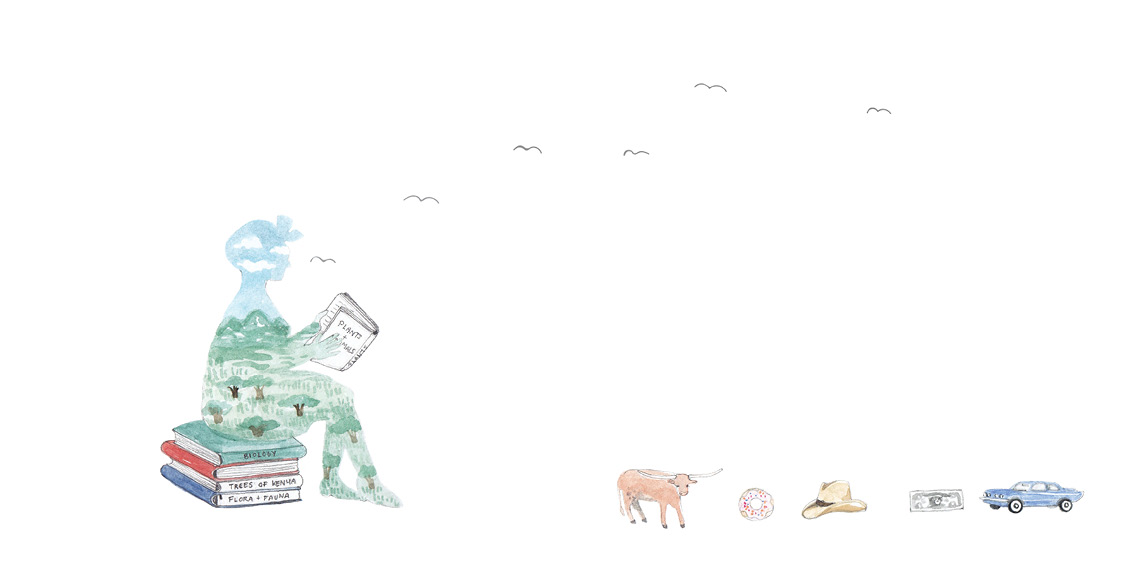 PLANTS
+
BIOLOGY
TREES OF KENYA
FLORA + FAUNA